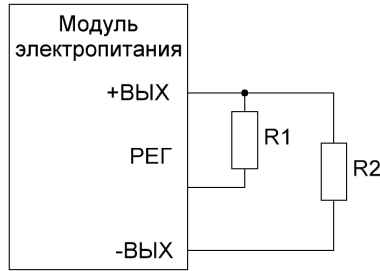 Модуль
электропитания
+ВЫХ
РЕГ
R1
R2
-ВЫХ